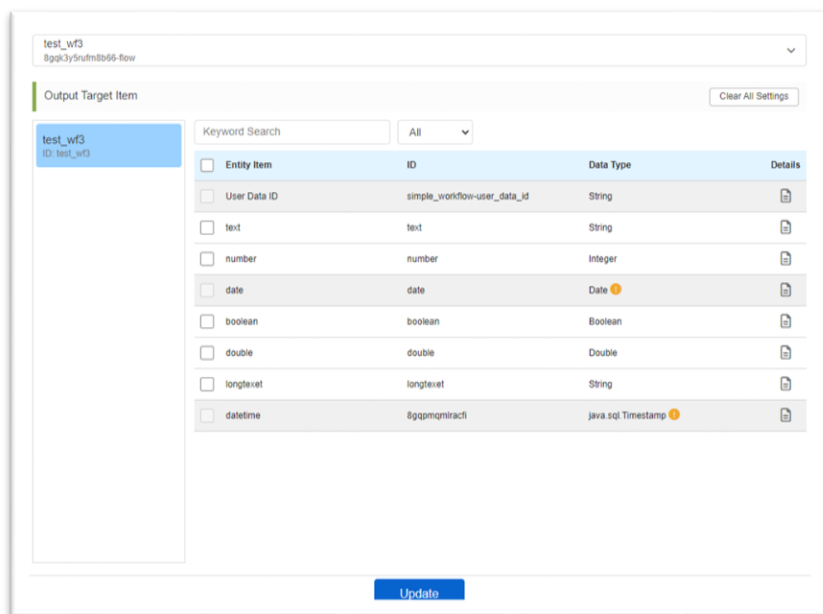 test_wf3
8gqk3y5rufm8b66-flow
Output Target Item
Clear All Settings
test_wf3
ID: test_wf3
Keyword Search
All
Entity Item ID Data Type Details
User Data ID simple_workflow-user_data_id String
text text String
number number Integer
date date Date !
boolean boolean Boolean
double double Double
longtexet longtexet String
datetime 8gqpmqmlracfi java.sql.Timestamp !
Update